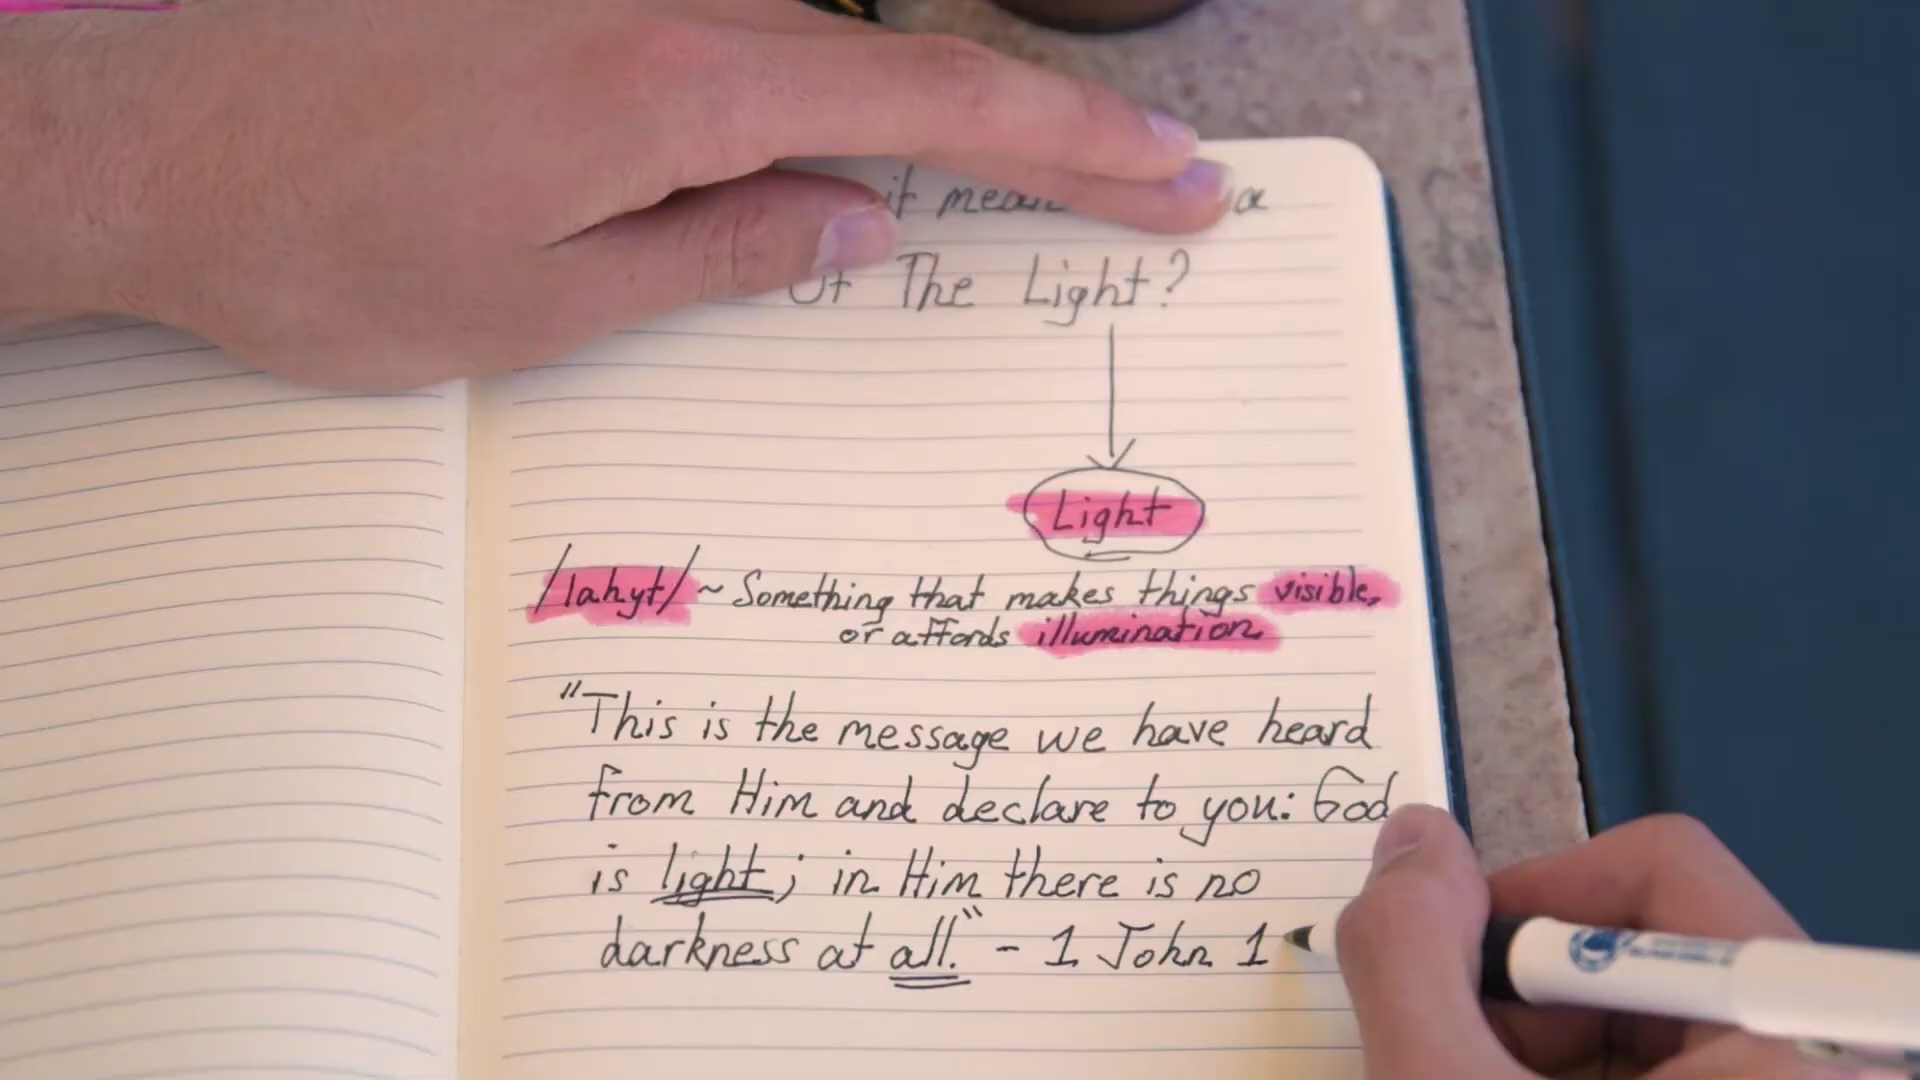 it mean a
Of The Light?
Light
/lahyt/ ~ Something that makes things visible,
or affords illumination.
"This is the message we have heard
from Him and declare to you: God
is light; in Him there is no
darkness at all." - 1 John 1